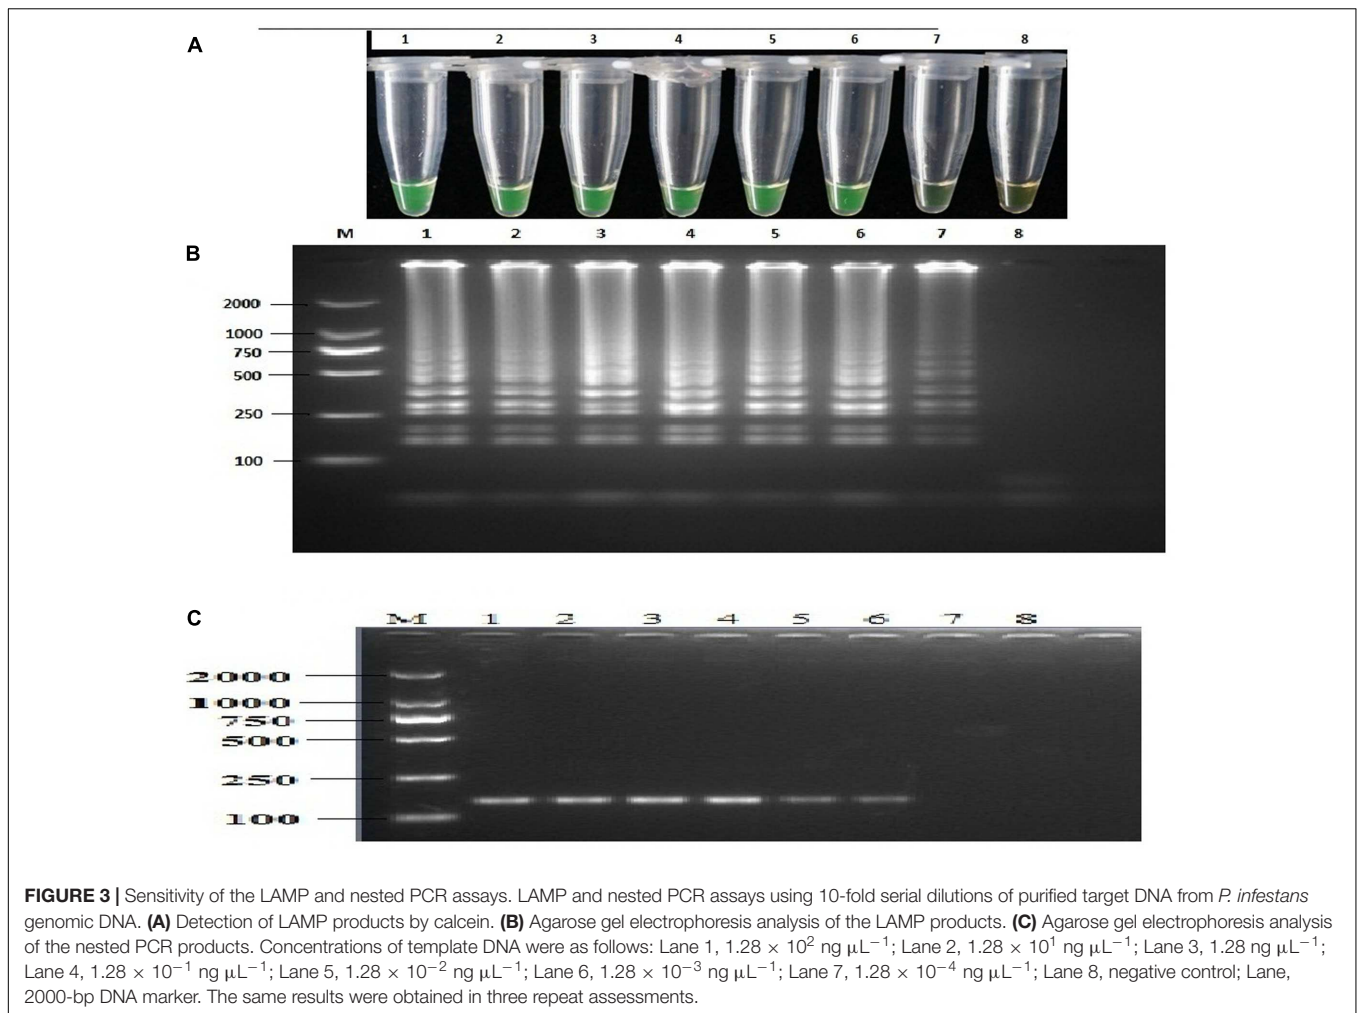 A
1 2 3 4 5 6 7 8
B
M 1 2 3 4 5 6 7 8
2000
1000
750
500
250
100
C
M 1 2 3 4 5 6 7 8
2000
1000
750
500
250
100
FIGURE 3 | Sensitivity of the LAMP and nested PCR assays. LAMP and nested PCR assays using 10-fold serial dilutions of purified target DNA from P. infestans
genomic DNA. (A) Detection of LAMP products by calcein. (B) Agarose gel electrophoresis analysis of the LAMP products. (C) Agarose gel electrophoresis analysis
of the nested PCR products. Concentrations of template DNA were as follows: Lane 1, 1.28 × 10² ng μL⁻¹; Lane 2, 1.28 × 10¹ ng μL⁻¹; Lane 3, 1.28 ng μL⁻¹;
Lane 4, 1.28 × 10⁻¹ ng μL⁻¹; Lane 5, 1.28 × 10⁻² ng μL⁻¹; Lane 6, 1.28 × 10⁻³ ng μL⁻¹; Lane 7, 1.28 × 10⁻⁴ ng μL⁻¹; Lane 8, negative control; Lane,
2000-bp DNA marker. The same results were obtained in three repeat assessments.